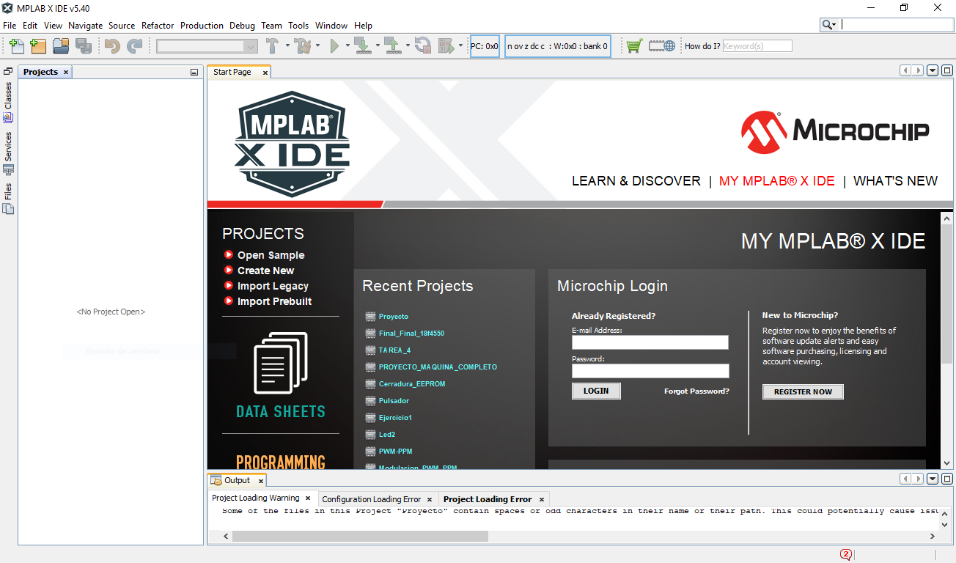 MPLAB X IDE v5.40
File Edit View Navigate Source Refactor Production Debug Team Tools Window Help
PC: 0x0 n ov z dc c : W:0x0 : bank 0 How do I? Keyword(s)
Projects
Start Page
Classes
Services
Files
<No Project Open>
MPLAB®
X IDE
MICROCHIP
LEARN & DISCOVER | MY MPLAB® X IDE | WHAT'S NEW
PROJECTS
Open Sample
Create New
Import Legacy
Import Prebuilt
DATA SHEETS
PROGRAMMING
MY MPLAB® X IDE
Recent Projects
Proyecto
Final_Final_18f4550
TAREA_4
PROYECTO_MAQUINA_COMPLETO
Cerradura_EEPROM
Pulsador
Ejercicio1
Led2
PWM-PPM
Modulacion_PWM_PPM
Microchip Login
Already Registered?
E-mail Address:
Password:
LOGIN
Forgot Password?
New to Microchip?
Register now to enjoy the benefits of
software update alerts and easy
software purchasing, licensing and
account viewing.
REGISTER NOW
Output
Project Loading Warning Configuration Loading Error Project Loading Error
Some of the files in this Project "Proyecto" contain spaces or odd characters in their name or their path. This could potentially cause issu
2